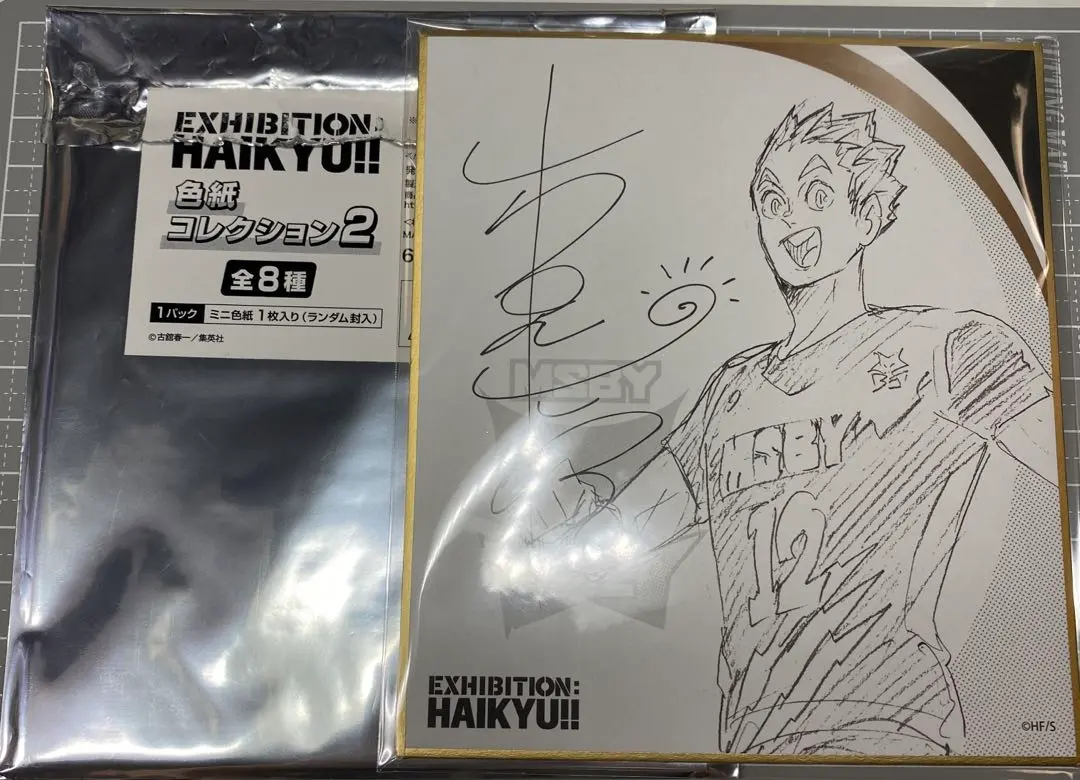 EXHIBITION:
HAIKYU!!
色紙
コレクション2
全8種
1パック ミニ色紙 1枚入り(ランダム封入)
©古舘春一/集英社
MSBY
MSBY
12
EXHIBITION:
HAIKYU!!
©HF/S